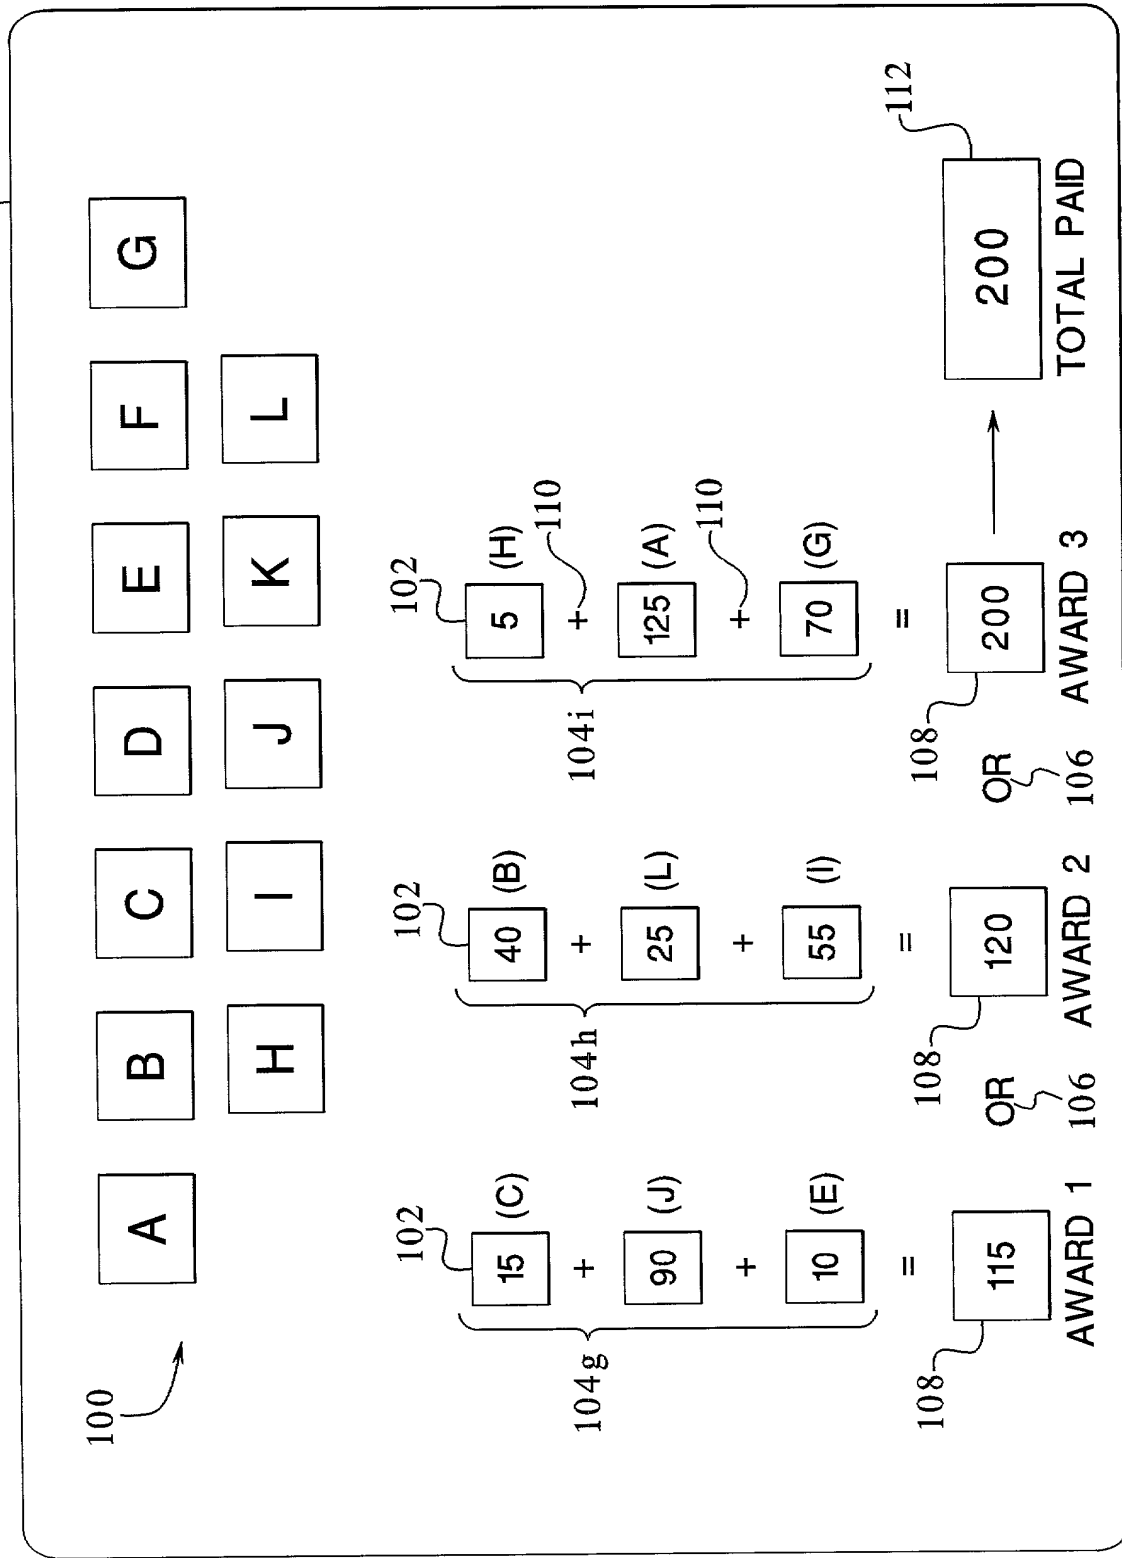 100
A B C D E F G
H I J K L
102 102 102
15 (C) 40 (B) 5 (H) 110
104g + 104h + 104i +
90 (J) 25 (L) 125 (A) 110
+ + +
10 (E) 55 (I) 70 (G)
= = = 112
108 108 108
115 OR 120 OR 200 200
AWARD 1 106 AWARD 2 106 AWARD 3 TOTAL PAID